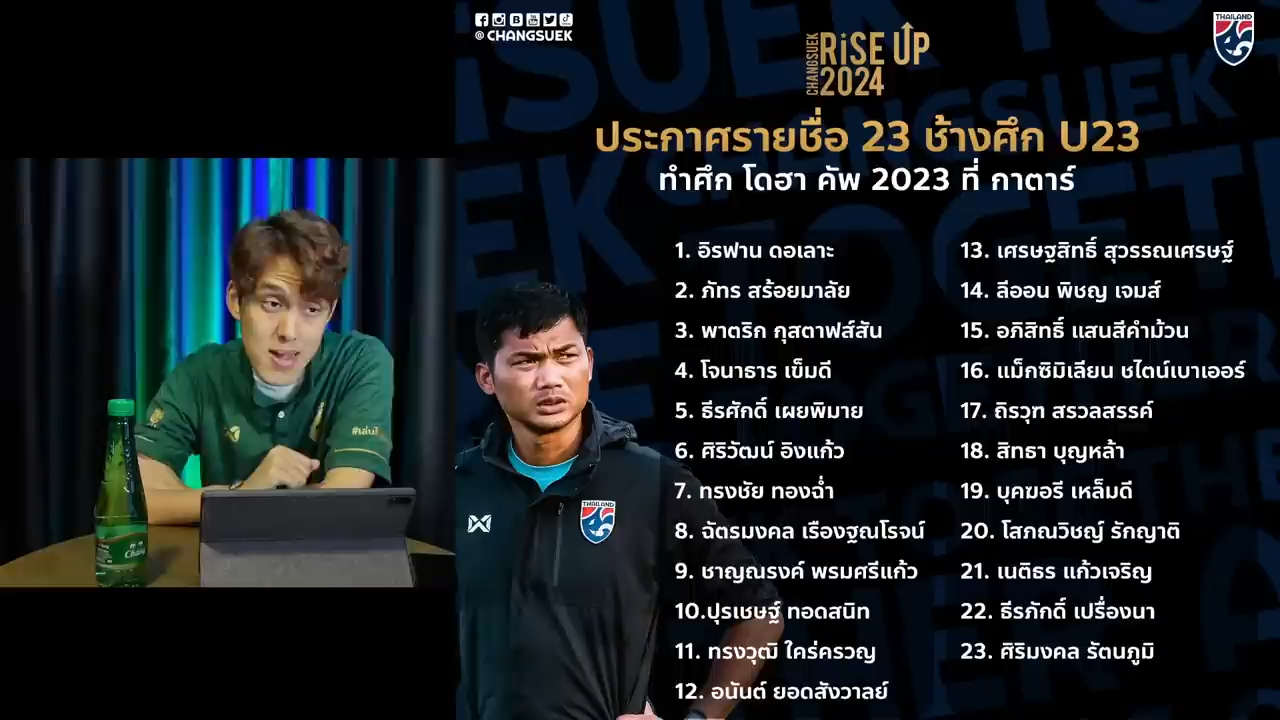 @ CHANGSUEK
THAILAND
CHANGSUEK
RiSE UP
2024
ประกาศรายชื่อ 23 ช้างศึก U23
ทำศึก โดฮา คัพ 2023 ที่ กาตาร์
1. อิรฟาน ดอเลาะ
2. ภัทร สร้อยมาลัย
3. พาตริก กุสตาฟส์สัน
4. โจนาธาร เข็มดี
5. ธีรศักดิ์ เผยพิมาย
6. ศิริวัฒน์ อิงแก้ว
7. ทรงชัย ทองฉ่ำ
8. ฉัตรมงคล เรืองฐณโรจน์
9. ชาญณรงค์ พรมศรีแก้ว
10.ปุรเชษฐ์ ทอดสนิท
11. ทรงวุฒิ ใคร่ครวญ
12. อนันต์ ยอดสังวาลย์
13. เศรษฐสิทธิ์ สุวรรณเศรษฐ์
14. ลีออน พิชญ เจมส์
15. อภิสิทธิ์ แสนสีคำม้วน
16. แม็กซิมิเลียน ชไตน์เบาเออร์
17. ถิรวุฑ สรวลสรรค์
18. สิทธา บุญหล้า
19. บุคฆอรี เหล็มดี
20. โสภณวิชญ์ รักญาติ
21. เนติธร แก้วเจริญ
22. ธีรภักดิ์ เปรื่องนา
23. ศิริมงคล รัตนภูมิ
THAILAND
Chang